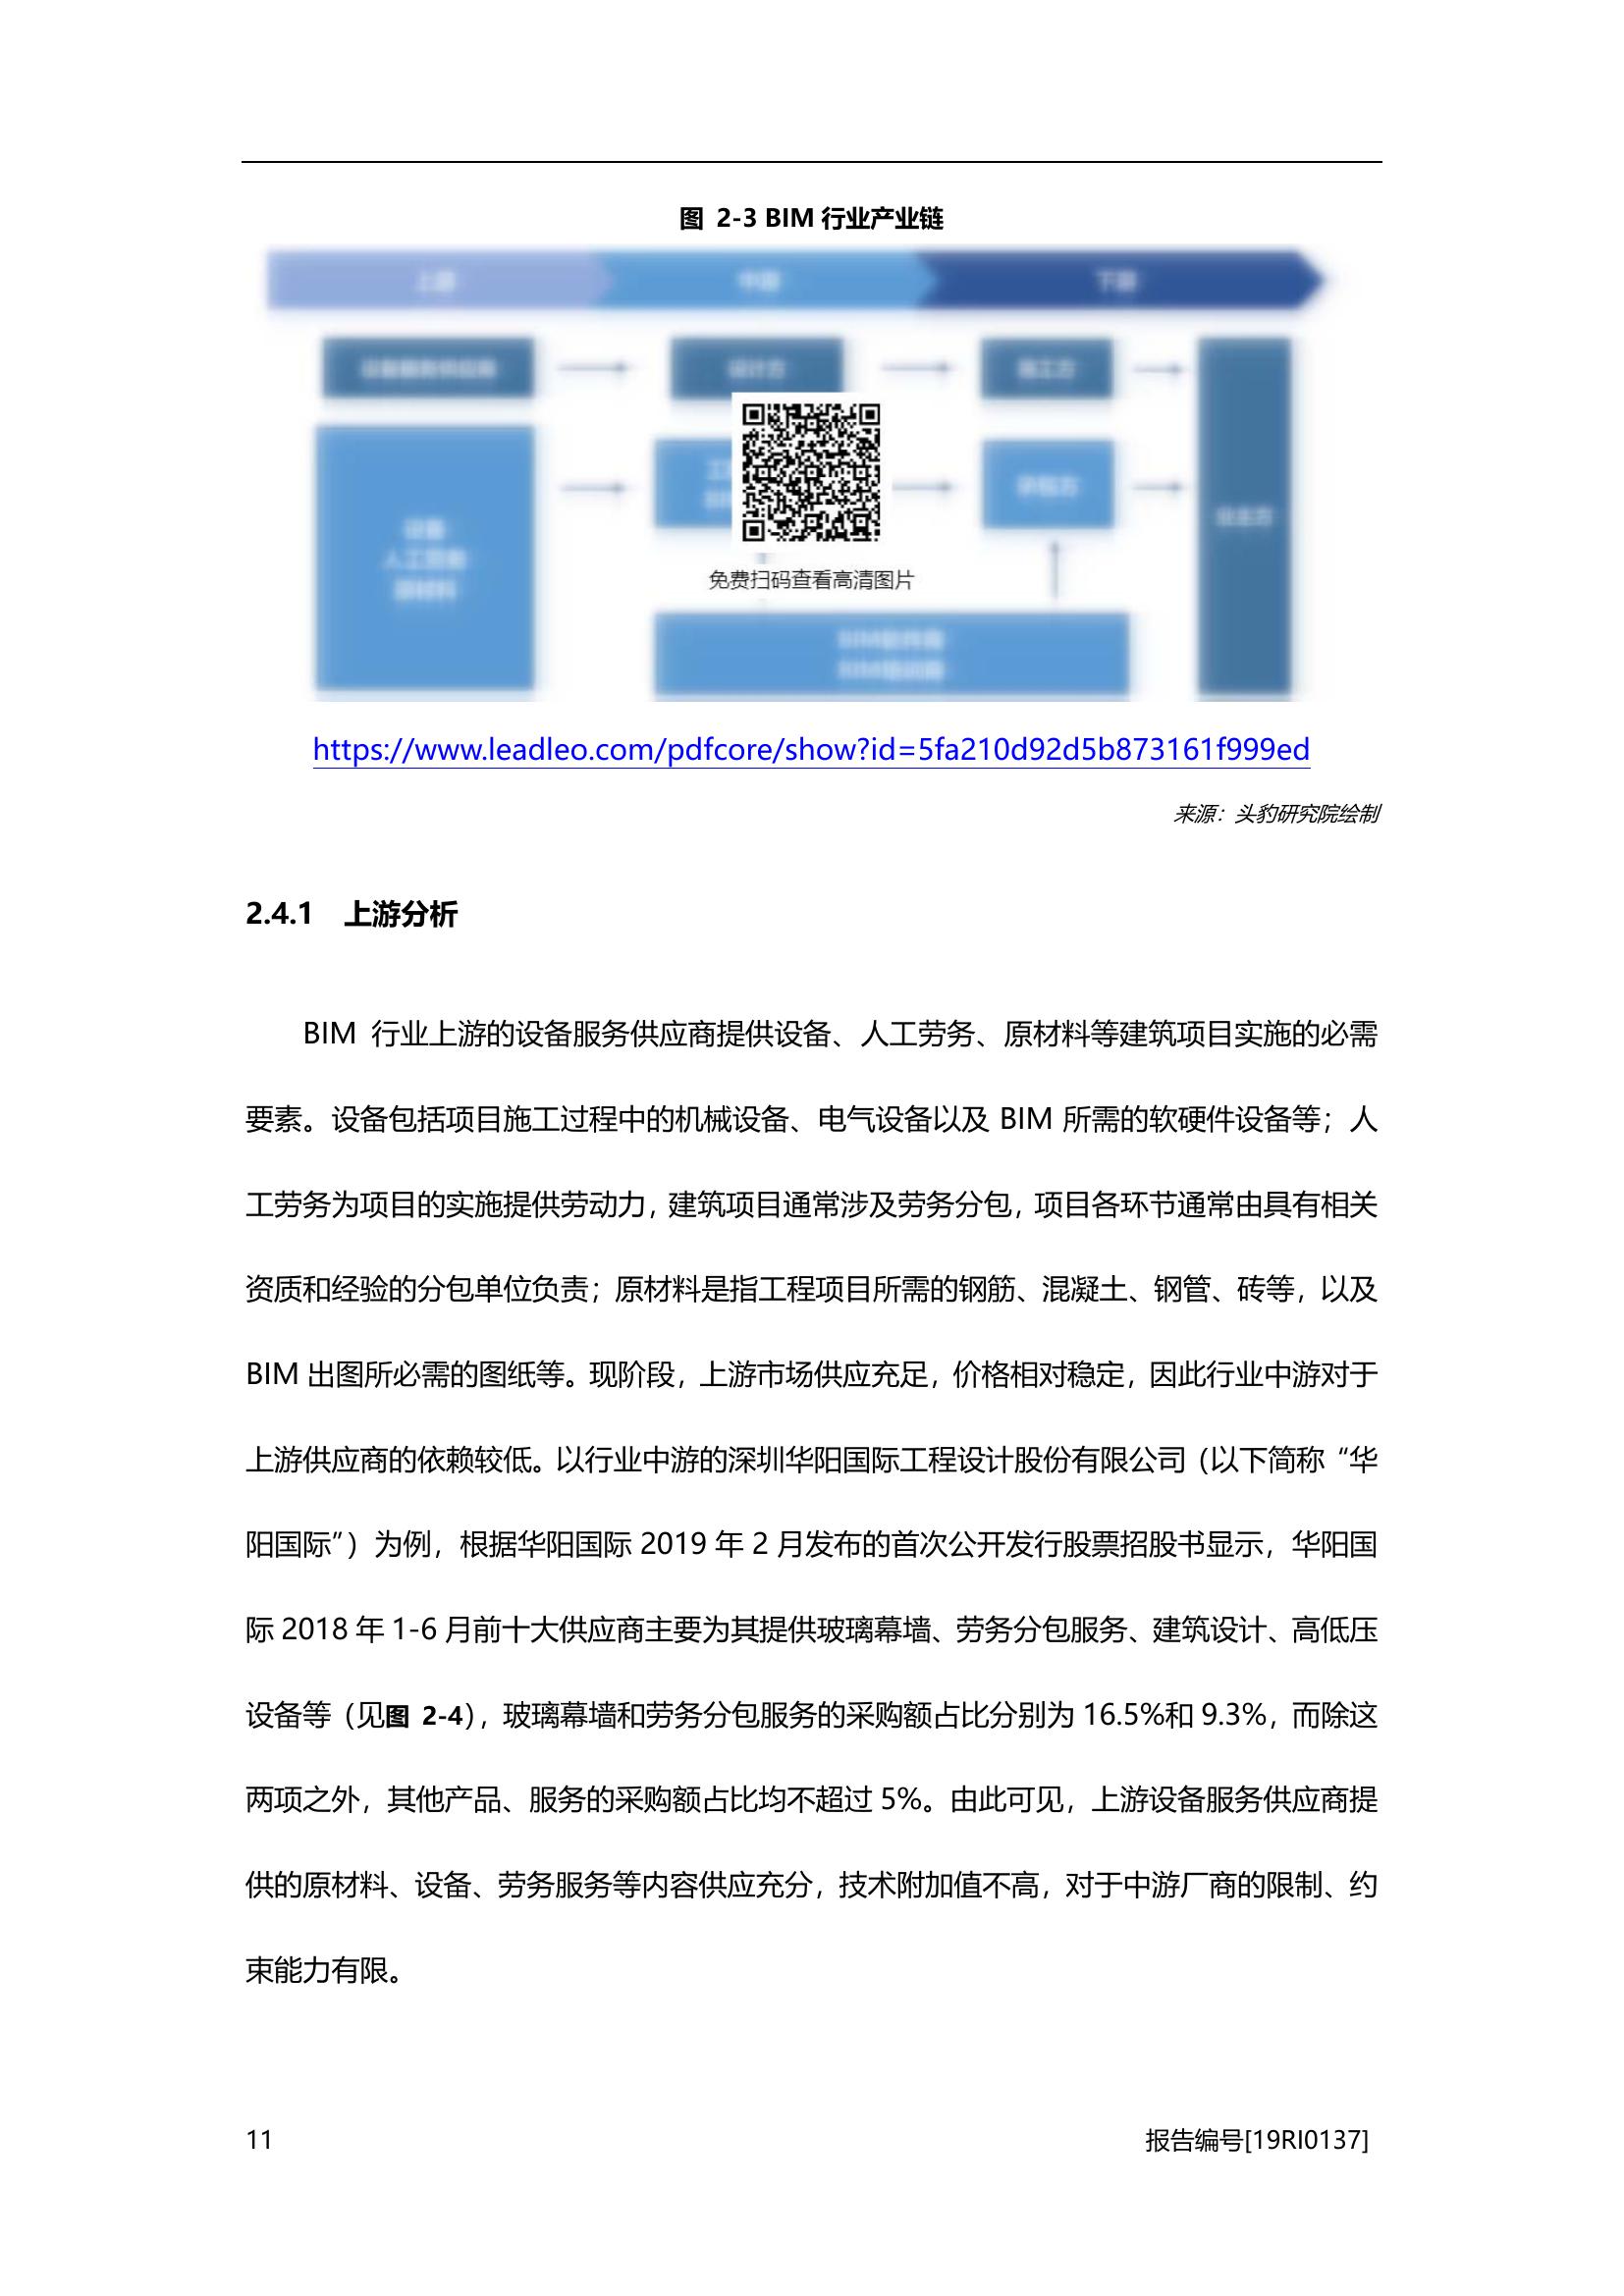 图 2-3 BIM 行业产业链
上游
中游
下游
设计方
施工方
设备
人工劳务
原材料
免费扫码查看高清图片
https://www.leadleo.com/pdfcore/show?id=5fa210d92d5b873161f999ed
来源：头豹研究院绘制
2.4.1 上游分析
BIM 行业上游的设备服务供应商提供设备、人工劳务、原材料等建筑项目实施的必需
要素。设备包括项目施工过程中的机械设备、电气设备以及 BIM 所需的软硬件设备等；人
工劳务为项目的实施提供劳动力，建筑项目通常涉及劳务分包，项目各环节通常由具有相关
资质和经验的分包单位负责；原材料是指工程项目所需的钢筋、混凝土、钢管、砖等，以及
BIM 出图所必需的图纸等。现阶段，上游市场供应充足，价格相对稳定，因此行业中游对于
上游供应商的依赖较低。以行业中游的深圳华阳国际工程设计股份有限公司（以下简称“华
阳国际”）为例，根据华阳国际 2019 年 2 月发布的首次公开发行股票招股书显示，华阳国
际 2018 年 1-6 月前十大供应商主要为其提供玻璃幕墙、劳务分包服务、建筑设计、高低压
设备等（见图 2-4），玻璃幕墙和劳务分包服务的采购额占比分别为 16.5%和 9.3%，而除这
两项之外，其他产品、服务的采购额占比均不超过 5%。由此可见，上游设备服务供应商提
供的原材料、设备、劳务服务等内容供应充分，技术附加值不高，对于中游厂商的限制、约
束能力有限。
11
报告编号[19RI0137]